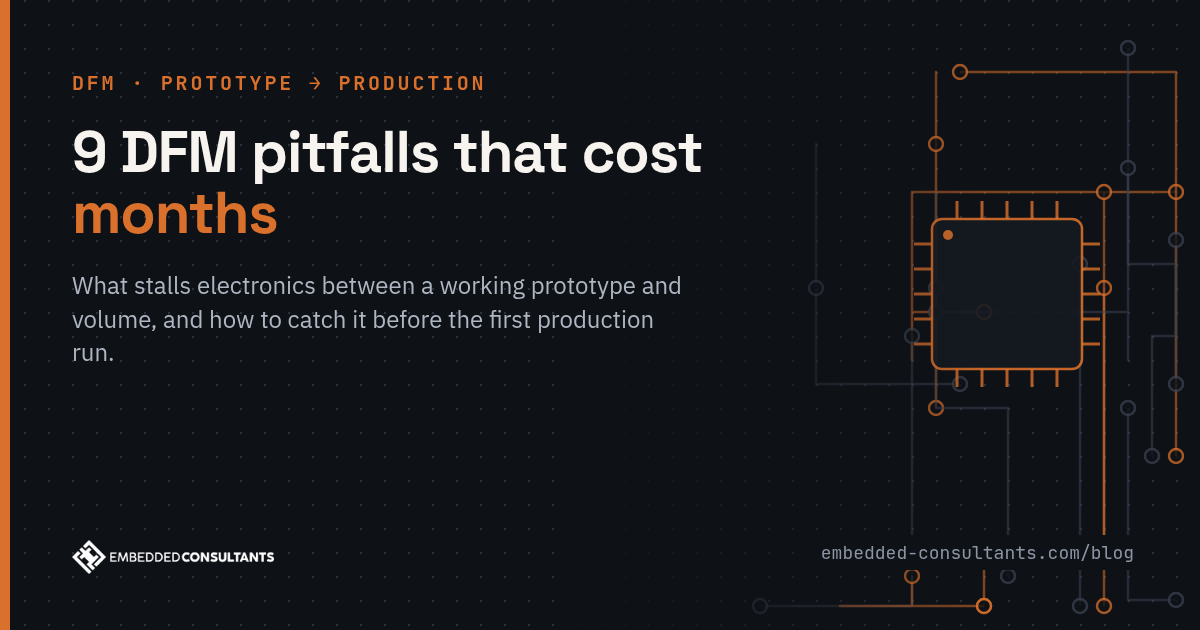 DFM · PROTOTYPE → PRODUCTION
9 DFM pitfalls that cost
months
What stalls electronics between a working prototype and
volume, and how to catch it before the first production
run.
EMBEDDEDCONSULTANTS
embedded-consultants.com/blog